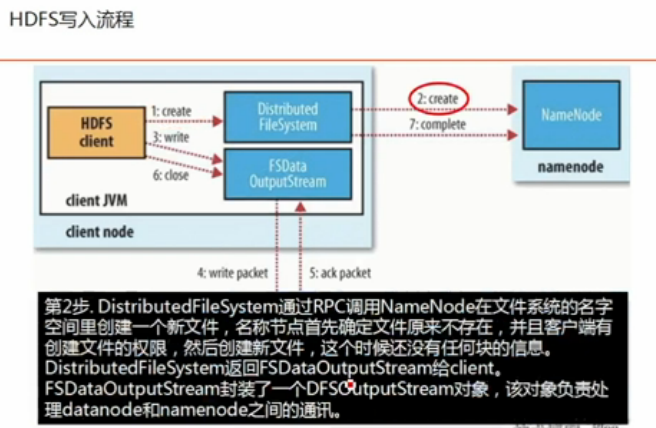 HDFS写入流程
1: create
Distributed
FileSystem
2: create
NameNode
HDFS
client
3: write
7: complete
6: close
FSData
OutputStream
namenode
client JVM
client node
4: write packet
5: ack packet
第2步. DistributedFileSystem通过RPC调用NameNode在文件系统的名字
空间里创建一个新文件，名称节点首先确定文件原来不存在，并且客户端有
创建文件的权限，然后创建新文件，这个时候还没有任何块的信息。
DistributedFileSystem返回FSDataOutputStream给client。
FSDataOutputStream封装了一个DFSOutputStream对象，该对象负责处
理datanode和namenode之间的通讯。